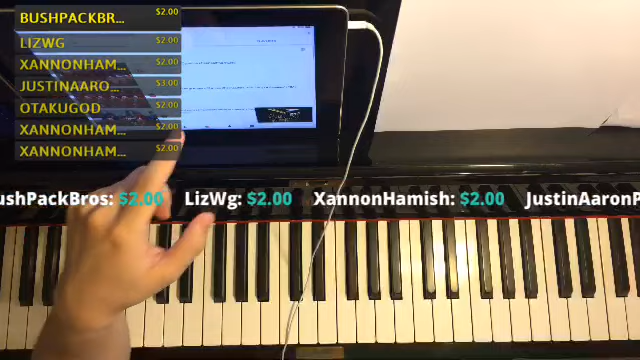 BUSHPACKBR... $2.00
LIZWG $2.00
XANNONHAM... $2.00
JUSTINAARO... $3.00
OTAKUGOD $2.00
XANNONHAM... $2.00
XANNONHAM... $2.00
ushPackBros: $2.00 LizWg: $2.00 XannonHamish: $2.00 JustinAaronP